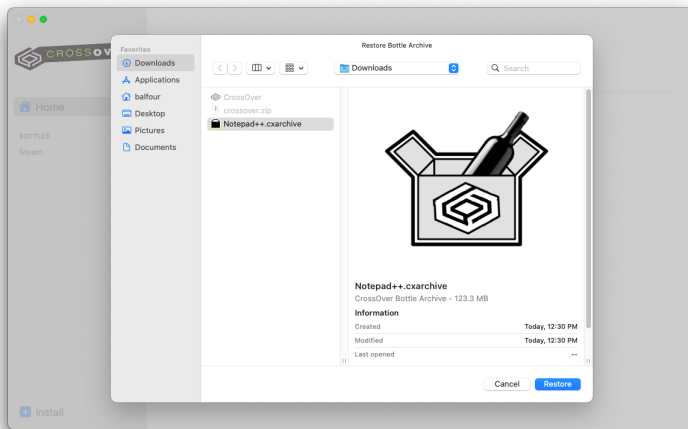 CROSSOV
Home
BOTTLES
Steam
Install
Favorites
Downloads
Applications
balfour
Desktop
Pictures
Documents
Restore Bottle Archive
Downloads
Search
CrossOver
crossover.zip
Notepad++.cxarchive
Notepad++.cxarchive
CrossOver Bottle Archive - 123.3 MB
Information
Created Today, 12:30 PM
Modified Today, 12:30 PM
Last opened --
Cancel Restore